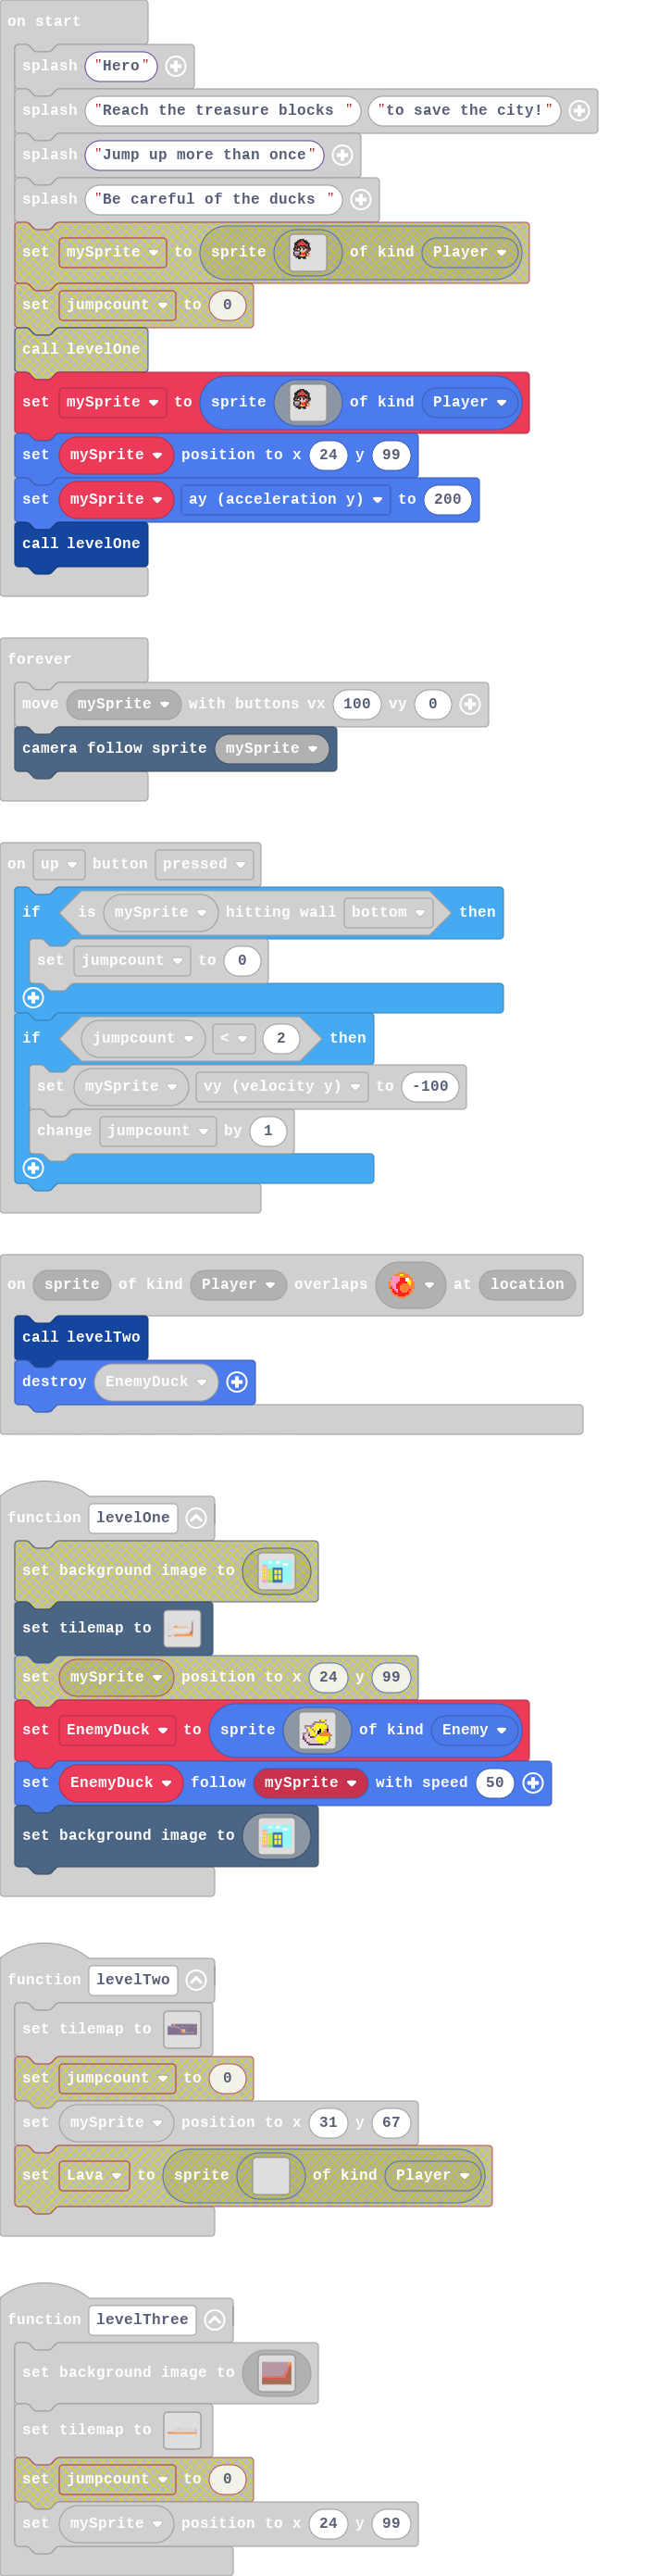 on start
splash "Hero"
splash "Reach the treasure blocks " "to save the city!"
splash "Jump up more than once"
splash "Be careful of the ducks "
set mySprite to sprite of kind Player
set jumpcount to 0
call levelOne
set mySprite to sprite of kind Player
set mySprite position to x 24 y 99
set mySprite ay (acceleration y) to 200
call levelOne
forever
move mySprite with buttons vx 100 vy 0
camera follow sprite mySprite
on up button pressed
if is mySprite hitting wall bottom then
set jumpcount to 0
if jumpcount < 2 then
set mySprite vy (velocity y) to -100
change jumpcount by 1
on sprite of kind Player overlaps at location
call levelTwo
destroy EnemyDuck
function levelOne
set background image to
set tilemap to
set mySprite position to x 24 y 99
set EnemyDuck to sprite of kind Enemy
set EnemyDuck follow mySprite with speed 50
set background image to
function levelTwo
set tilemap to
set jumpcount to 0
set mySprite position to x 31 y 67
set Lava to sprite of kind Player
function levelThree
set background image to
set tilemap to
set jumpcount to 0
set mySprite position to x 24 y 99